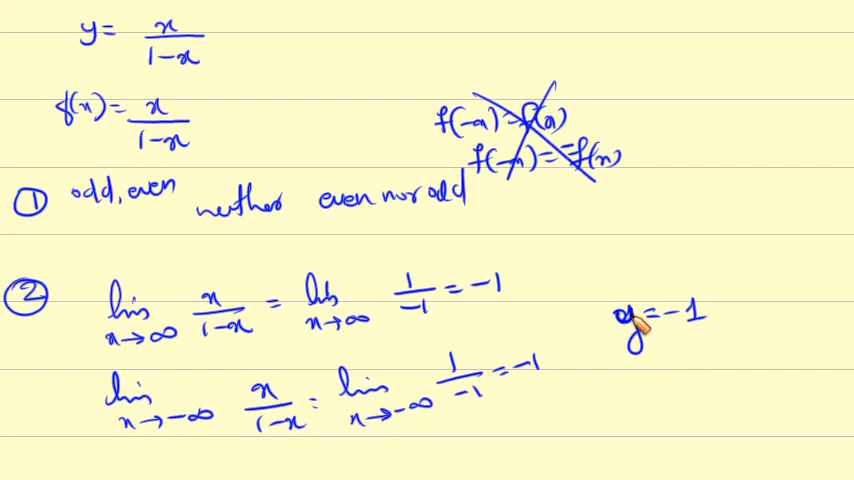 y = x/(1-x)
f(x) = x/(1-x)
f(-x) = f(x)
f(-x) = -f(x)
① odd, even neither even nor odd
② lim x→∞ x/(1-x) = lim x→∞ 1/-1 = -1
y = -1
lim x→-∞ x/(1-x) = lim x→-∞ 1/-1 = -1